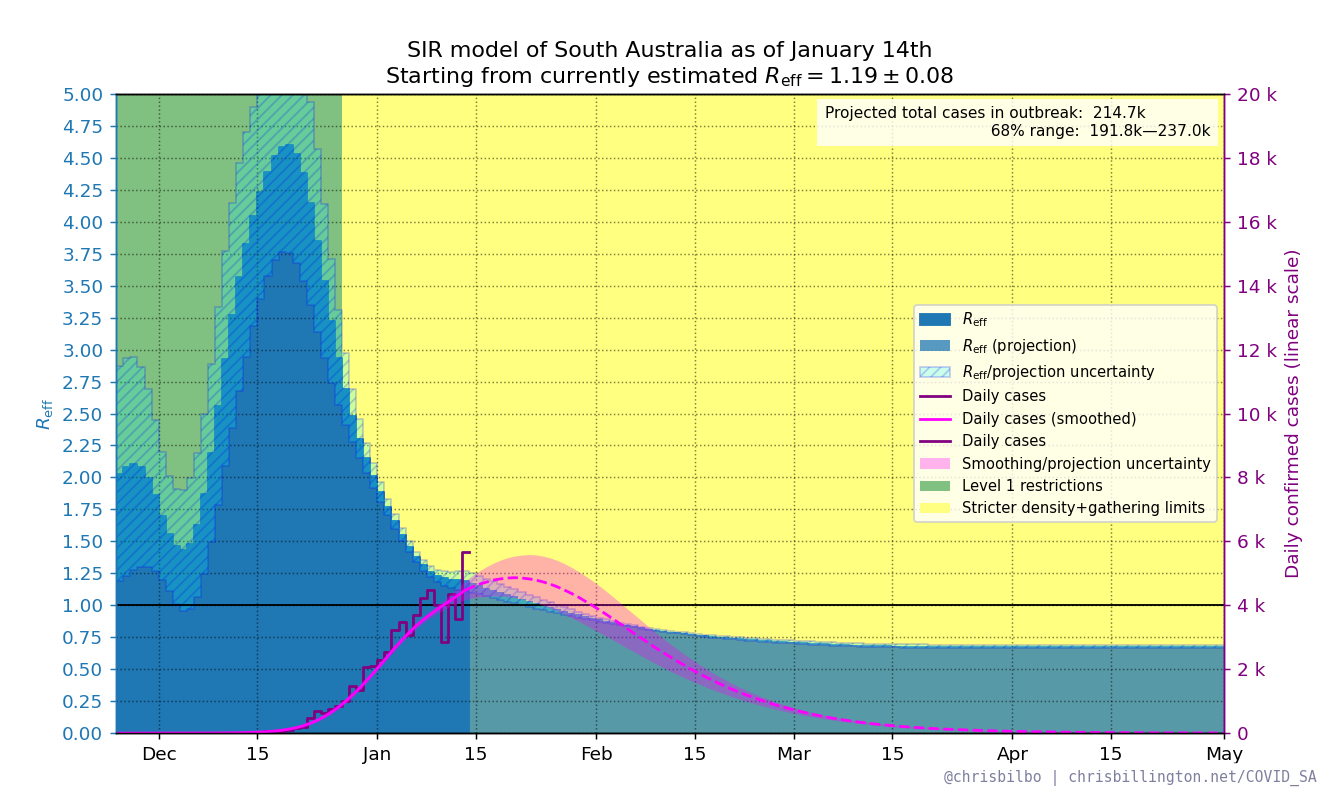 SIR model of South Australia as of January 14th
Starting from currently estimated R_eff = 1.19 ± 0.08
Projected total cases in outbreak: 214.7k
68% range: 191.8k—237.0k
5.00
4.75
4.50
4.25
4.00
3.75
3.50
3.25
3.00
2.75
2.50
2.25
2.00
1.75
1.50
1.25
1.00
0.75
0.50
0.25
0.00
R_eff
20 k
18 k
16 k
14 k
12 k
10 k
8 k
6 k
4 k
2 k
0
Daily confirmed cases (linear scale)
R_eff
R_eff (projection)
R_eff/projection uncertainty
Daily cases
Daily cases (smoothed)
Daily cases
Smoothing/projection uncertainty
Level 1 restrictions
Stricter density+gathering limits
Dec 15 Jan 15 Feb 15 Mar 15 Apr 15 May
@chrisbilbo | chrisbillington.net/COVID_SA